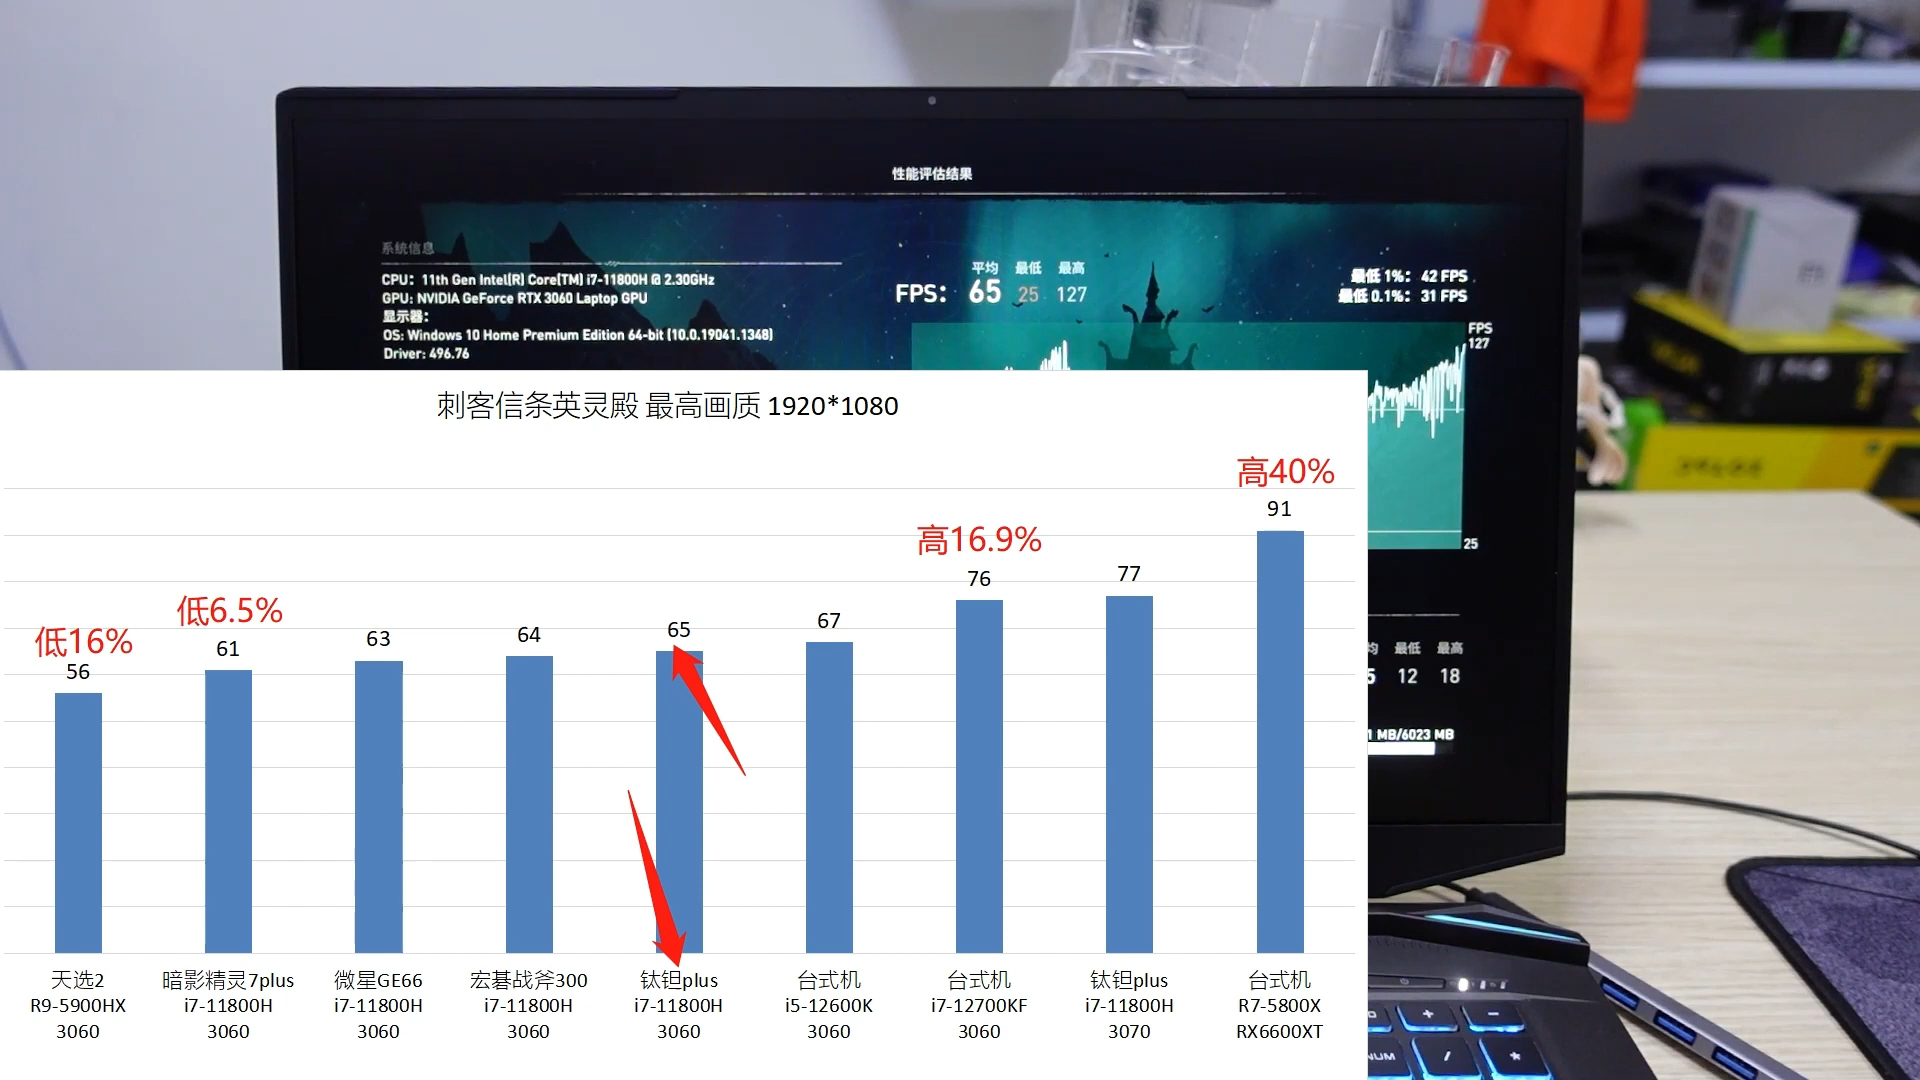 性能评估结果
系统信息
CPU: 11th Gen Intel(R) Core(TM) i7-11800H @ 2.30GHz
GPU: NVIDIA GeForce RTX 3060 Laptop GPU
显示器:
OS: Windows 10 Home Premium Edition 64-bit (10.0.19041.1348)
Driver: 496.76
平均 最低 最高
FPS: 65 25 127
最低 1%: 42 FPS
最低 0.1%: 31 FPS
FPS
127
25
最低 最高
12 18
MB/6023 MB
刺客信条英灵殿 最高画质 1920*1080
低16%
56
低6.5%
61
63
64
65
67
高16.9%
76
77
高40%
91
天选2
R9-5900HX
3060
暗影精灵7plus
i7-11800H
3060
微星GE66
i7-11800H
3060
宏碁战斧300
i7-11800H
3060
钛钽plus
i7-11800H
3060
台式机
i5-12600K
3060
台式机
i7-12700KF
3060
钛钽plus
i7-11800H
3070
台式机
R7-5800X
RX6600XT
+
−
/
*